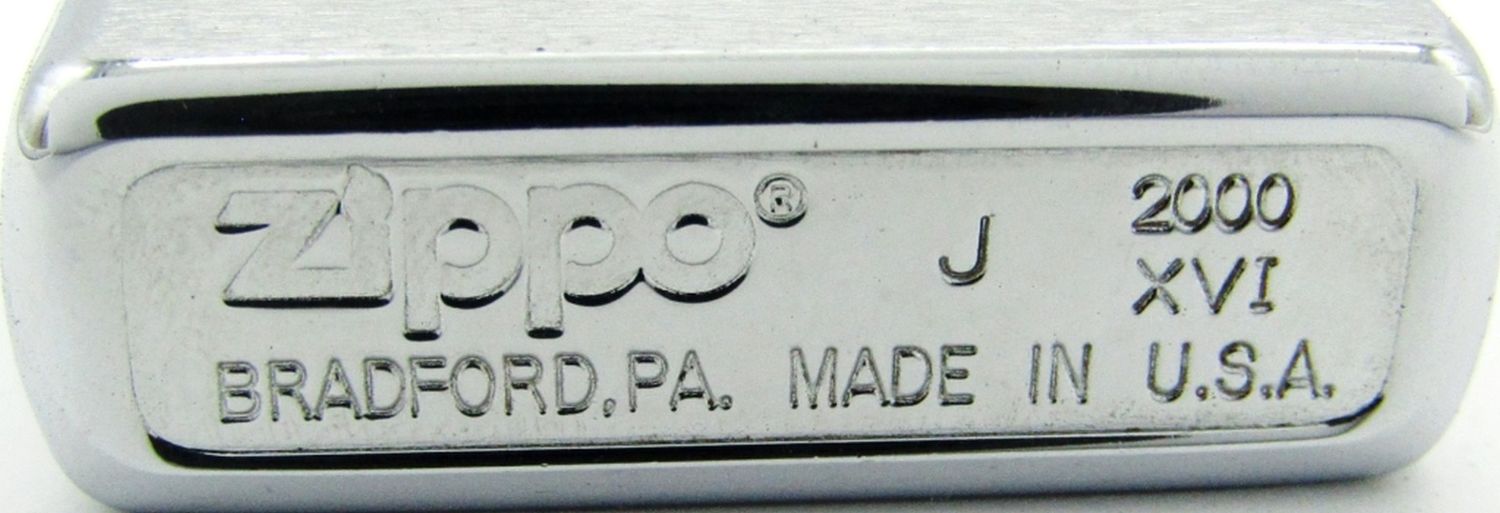 Zippo® J 2000
XVI
BRADFORD, PA. MADE IN U.S.A.